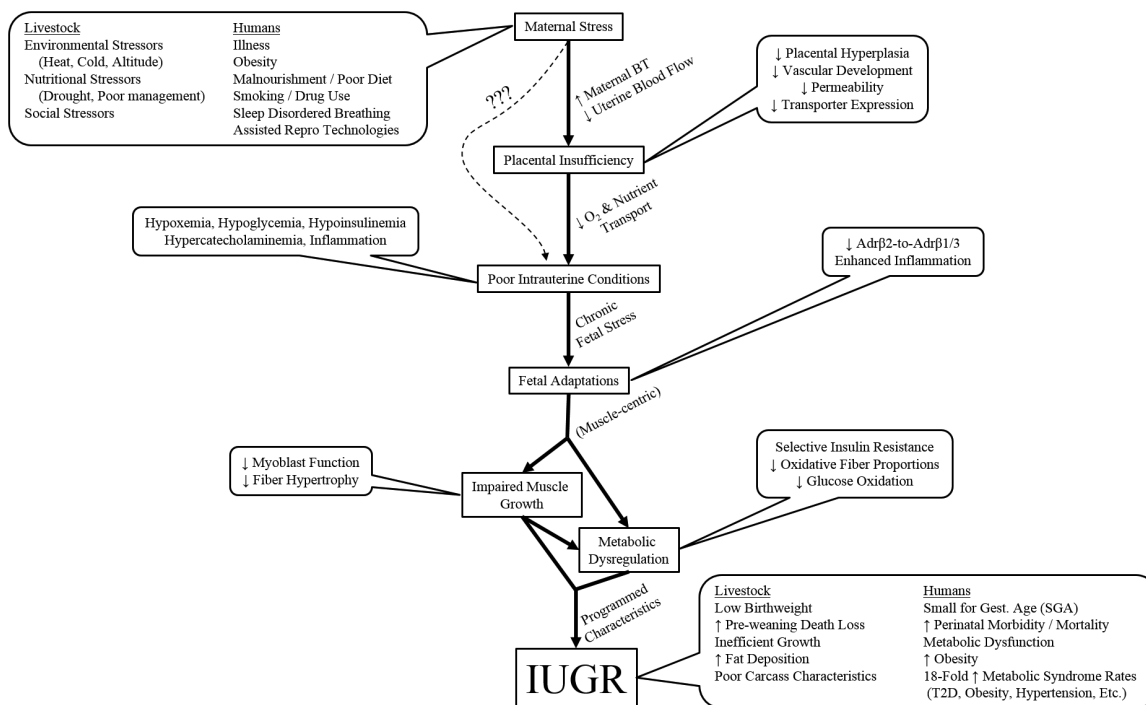 Livestock
Environmental Stressors
(Heat, Cold, Altitude)
Nutritional Stressors
(Drought, Poor management)
Social Stressors
Humans
Illness
Obesity
Malnourishment / Poor Diet
Smoking / Drug Use
Sleep Disordered Breathing
Assisted Repro Technologies
Maternal Stress
???
↑ Maternal BT
↓ Uterine Blood Flow
↓ Placental Hyperplasia
↓ Vascular Development
↓ Permeability
↓ Transporter Expression
Placental Insufficiency
↓ O₂ & Nutrient
Transport
Hypoxemia, Hypoglycemia, Hypoinsulinemia
Hypercatecholaminemia, Inflammation
Poor Intrauterine Conditions
↓ Adrβ2-to-Adrβ1/3
Enhanced Inflammation
Chronic
Fetal Stress
Fetal Adaptations
(Muscle-centric)
↓ Myoblast Function
↓ Fiber Hypertrophy
Impaired Muscle
Growth
Selective Insulin Resistance
↓ Oxidative Fiber Proportions
↓ Glucose Oxidation
Metabolic
Dysregulation
Programmed
Characteristics
IUGR
Livestock
Low Birthweight
↑ Pre-weaning Death Loss
Inefficient Growth
↑ Fat Deposition
Poor Carcass Characteristics
Humans
Small for Gest. Age (SGA)
↑ Perinatal Morbidity / Mortality
Metabolic Dysfunction
↑ Obesity
18-Fold ↑ Metabolic Syndrome Rates
(T2D, Obesity, Hypertension, Etc.)